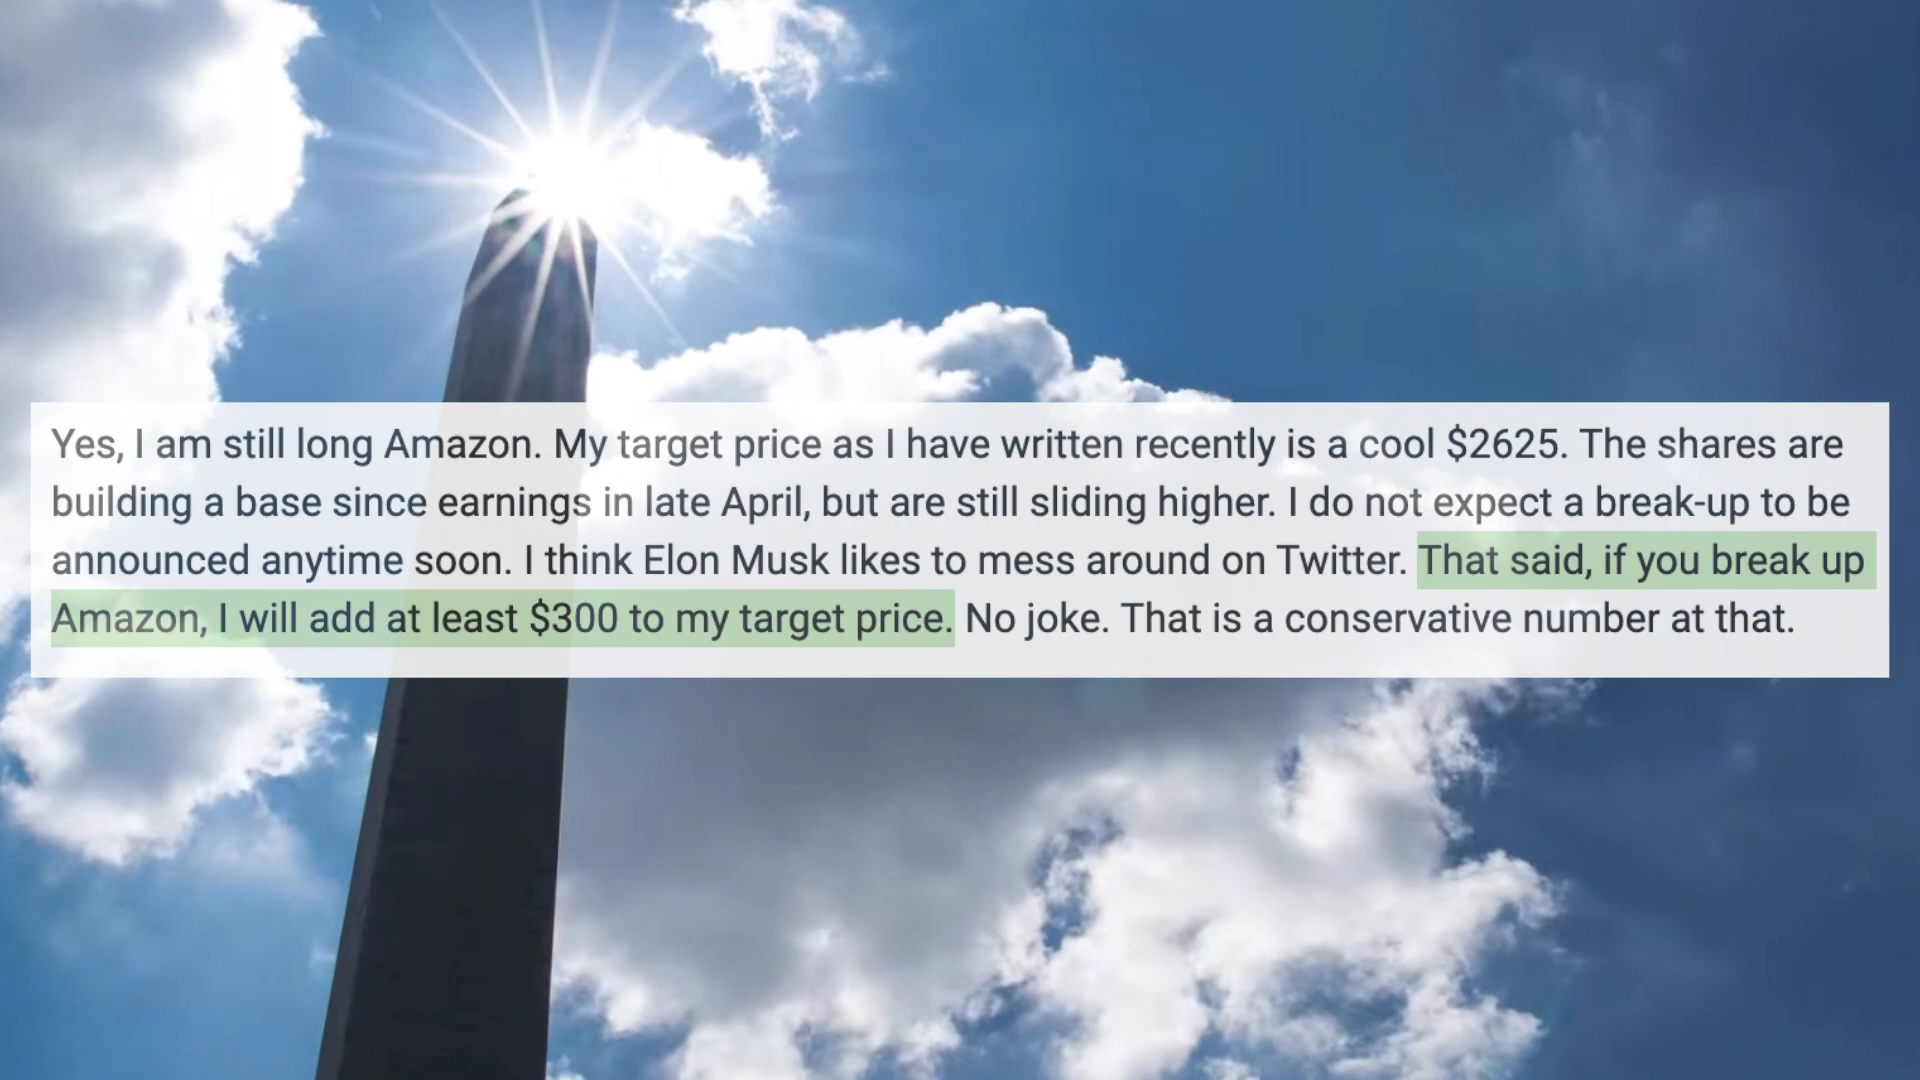 Yes, I am still long Amazon. My target price as I have written recently is a cool $2625. The shares are
building a base since earnings in late April, but are still sliding higher. I do not expect a break-up to be
announced anytime soon. I think Elon Musk likes to mess around on Twitter. That said, if you break up
Amazon, I will add at least $300 to my target price. No joke. That is a conservative number at that.